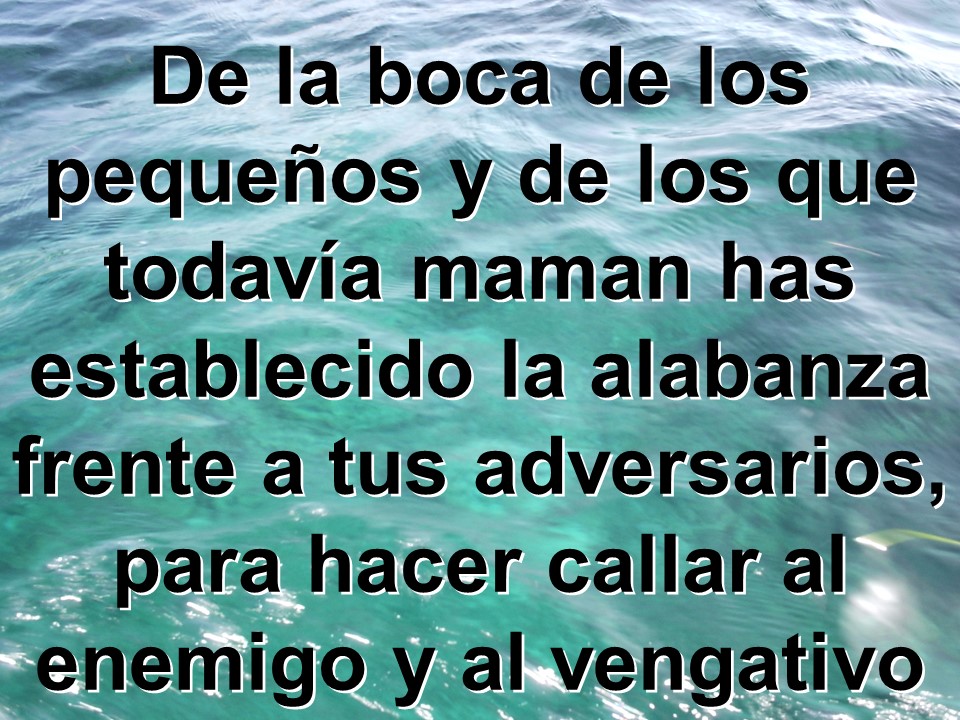 De la boca de los
pequeños y de los que
todavía maman has
establecido la alabanza
frente a tus adversarios,
para hacer callar al
enemigo y al vengativo